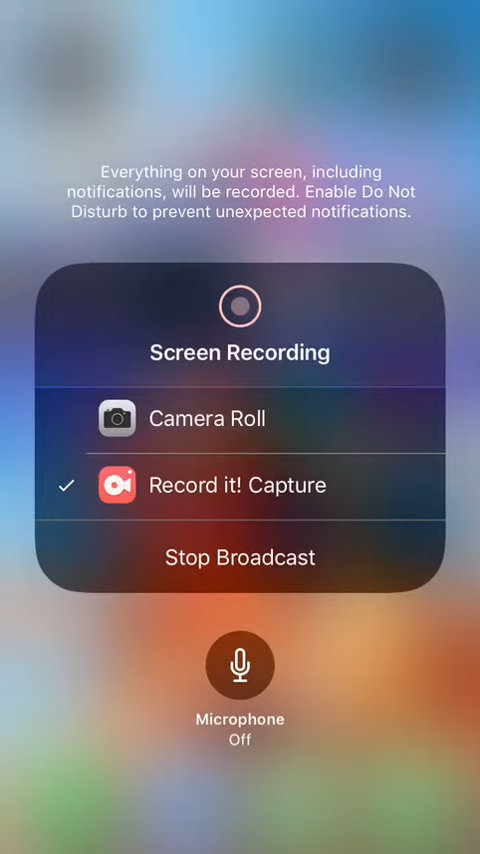 Everything on your screen, including
notifications, will be recorded. Enable Do Not
Disturb to prevent unexpected notifications.
Screen Recording
Camera Roll
Record it! Capture
Stop Broadcast
Microphone
Off